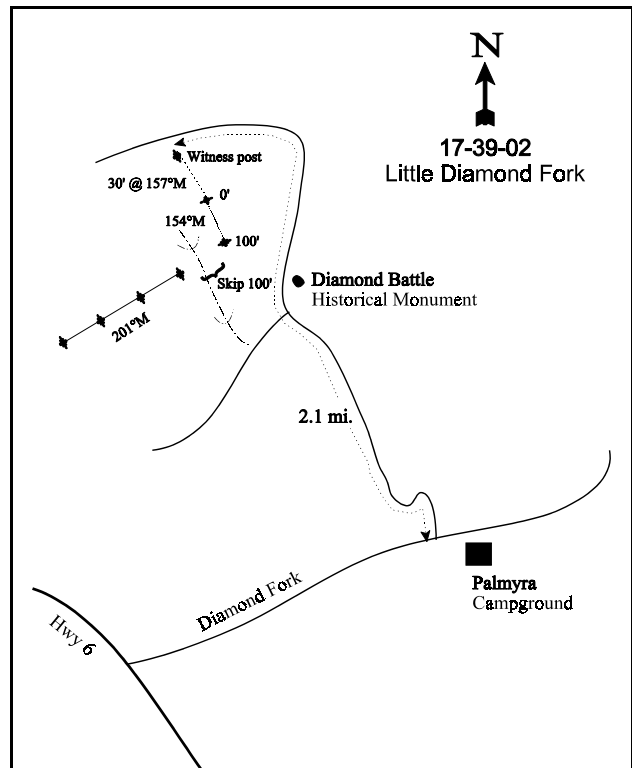 N
17-39-02
Little Diamond Fork
Witness post
30' @ 157°M
0'
154°M
100'
Skip 100'
Diamond Battle
Historical Monument
201°M
2.1 mi.
Palmyra
Campground
Diamond Fork
Hwy 6